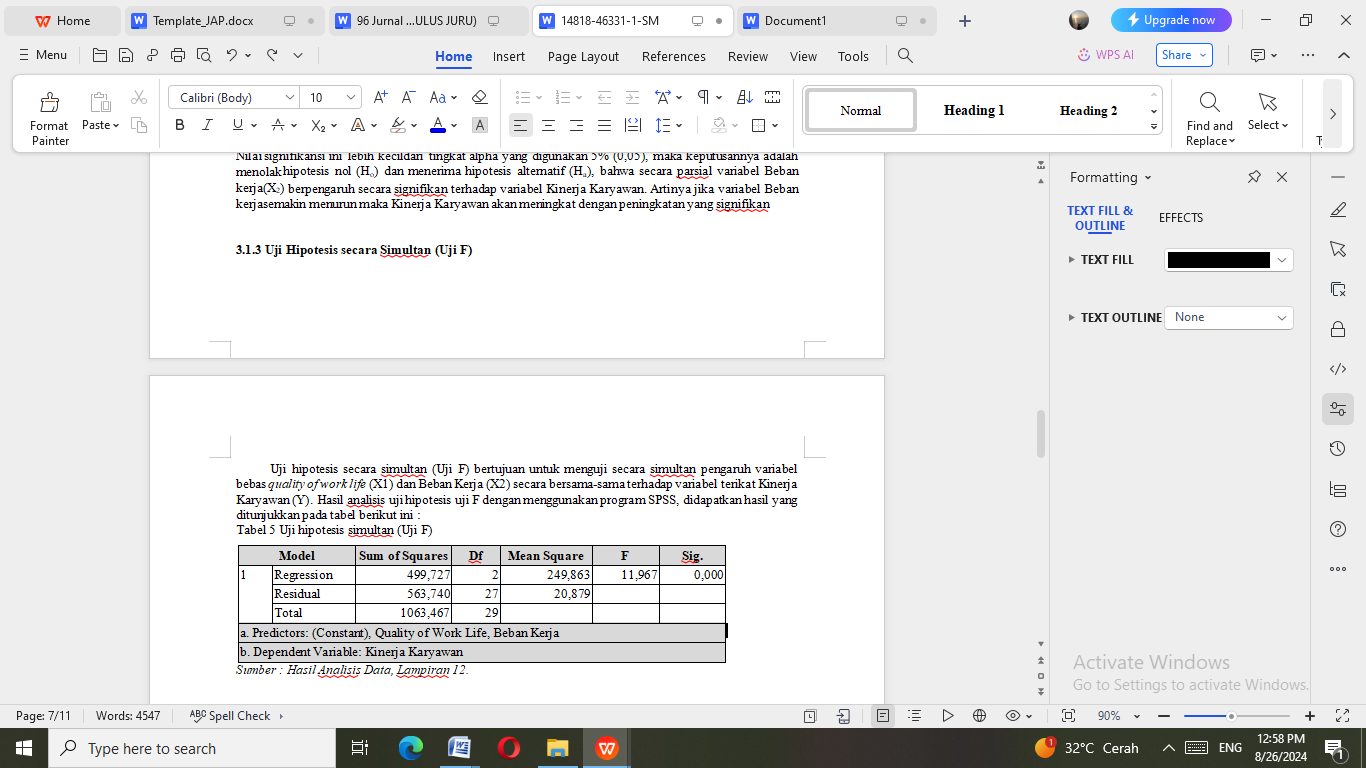 Home Template_JAP.docx 96 Jurnal ...ULUS JURU) 14818-46331-1-SM Document1 Upgrade now
Menu Home Insert Page Layout References Review View Tools WPS AI Share
Calibri (Body) 10 Normal Heading 1 Heading 2
Format Painter Paste Find and Replace Select
Nilai signifikansi ini lebih kecildari tingkat alpha yang digunakan 5% (0,05), maka keputusannya adalah
menolakhipotesis nol (Ho) dan menerima hipotesis alternatif (Ha), bahwa secara parsial variabel Beban
kerja(X2) berpengaruh secara signifikan terhadap variabel Kinerja Karyawan. Artinya jika variabel Beban
kerjasemakin menurun maka Kinerja Karyawan akan meningkat dengan peningkatan yang signifikan
3.1.3 Uji Hipotesis secara Simultan (Uji F)
Uji hipotesis secara simultan (Uji F) bertujuan untuk menguji secara simultan pengaruh variabel
bebas quality of work life (X1) dan Beban Kerja (X2) secara bersama-sama terhadap variabel terikat Kinerja
Karyawan (Y). Hasil analisis uji hipotesis uji F dengan menggunakan program SPSS, didapatkan hasil yang
ditunjukkan pada tabel berikut ini :
Tabel 5 Uji hipotesis simultan (Uji F)
Model Sum of Squares Df Mean Square F Sig.
1 Regression 499,727 2 249,863 11,967 0,000
Residual 563,740 27 20,879
Total 1063,467 29
a. Predictors: (Constant), Quality of Work Life, Beban Kerja
b. Dependent Variable: Kinerja Karyawan
Sumber : Hasil Analisis Data, Lampiran 12.
Formatting
TEXT FILL & OUTLINE EFFECTS
TEXT FILL
TEXT OUTLINE None
Activate Windows
Go to Settings to activate Windows.
Page: 7/11 Words: 4547 Spell Check 90%
Type here to search 32°C Cerah ENG 12:58 PM
8/26/2024